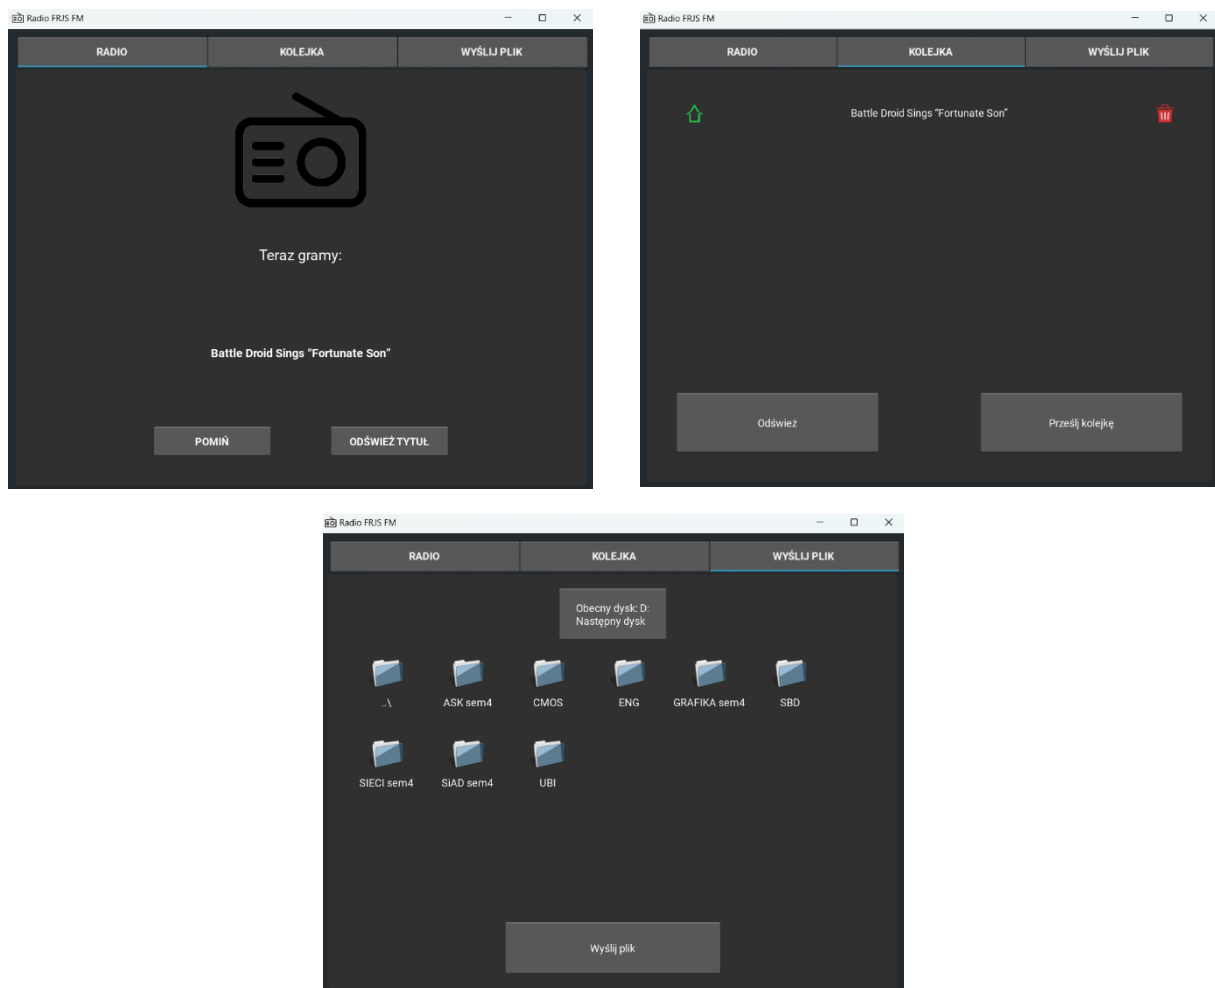 Radio FRJS FM
RADIO KOLEJKA WYŚLIJ PLIK
Teraz gramy:
Battle Droid Sings “Fortunate Son”
POMIŃ ODŚWIEŻ TYTUŁ
Radio FRJS FM
RADIO KOLEJKA WYŚLIJ PLIK
Battle Droid Sings “Fortunate Son”
Odśwież Prześlj kolejkę
Radio FRJS FM
RADIO KOLEJKA WYŚLIJ PLIK
Obecny dysk: D:
Następny dysk
..\ ASK sem4 CMOS ENG GRAFIKA sem4 SBD
SIECI sem4 SiAD sem4 UBI
Wyślij plik